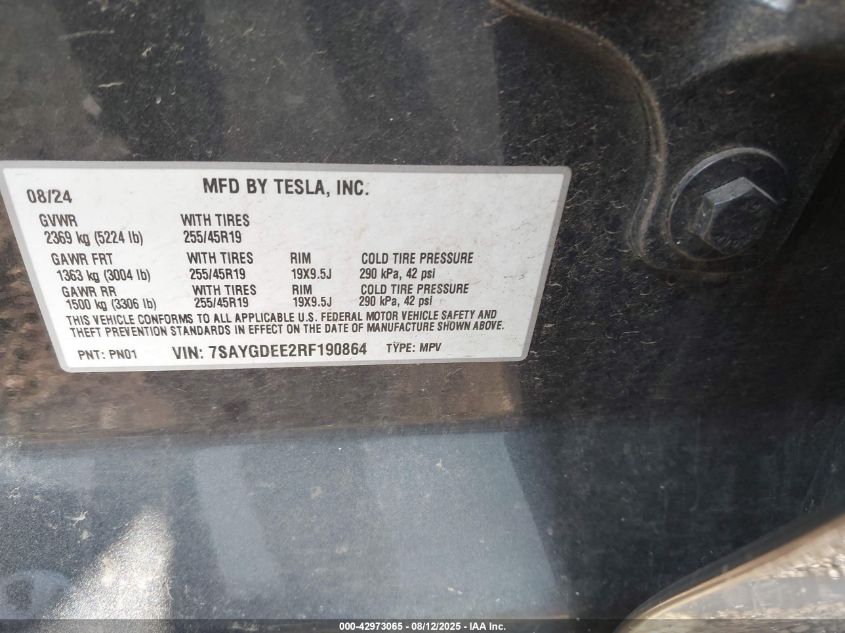 08/24 MFD BY TESLA, INC.
GVWR WITH TIRES
2369 kg (5224 lb) 255/45R19
GAWR FRT WITH TIRES RIM COLD TIRE PRESSURE
1363 kg (3004 lb) 255/45R19 19X9.5J 290 kPa, 42 psi
GAWR RR WITH TIRES RIM COLD TIRE PRESSURE
1500 kg (3306 lb) 255/45R19 19X9.5J 290 kPa, 42 psi
THIS VEHICLE CONFORMS TO ALL APPLICABLE U.S. FEDERAL MOTOR VEHICLE SAFETY AND
THEFT PREVENTION STANDARDS IN EFFECT ON THE DATE OF MANUFACTURE SHOWN ABOVE.
PNT: PN01 VIN: 7SAYGDEE2RF190864 TYPE: MPV
000-42973065 - 08/12/2025 - IAA Inc.